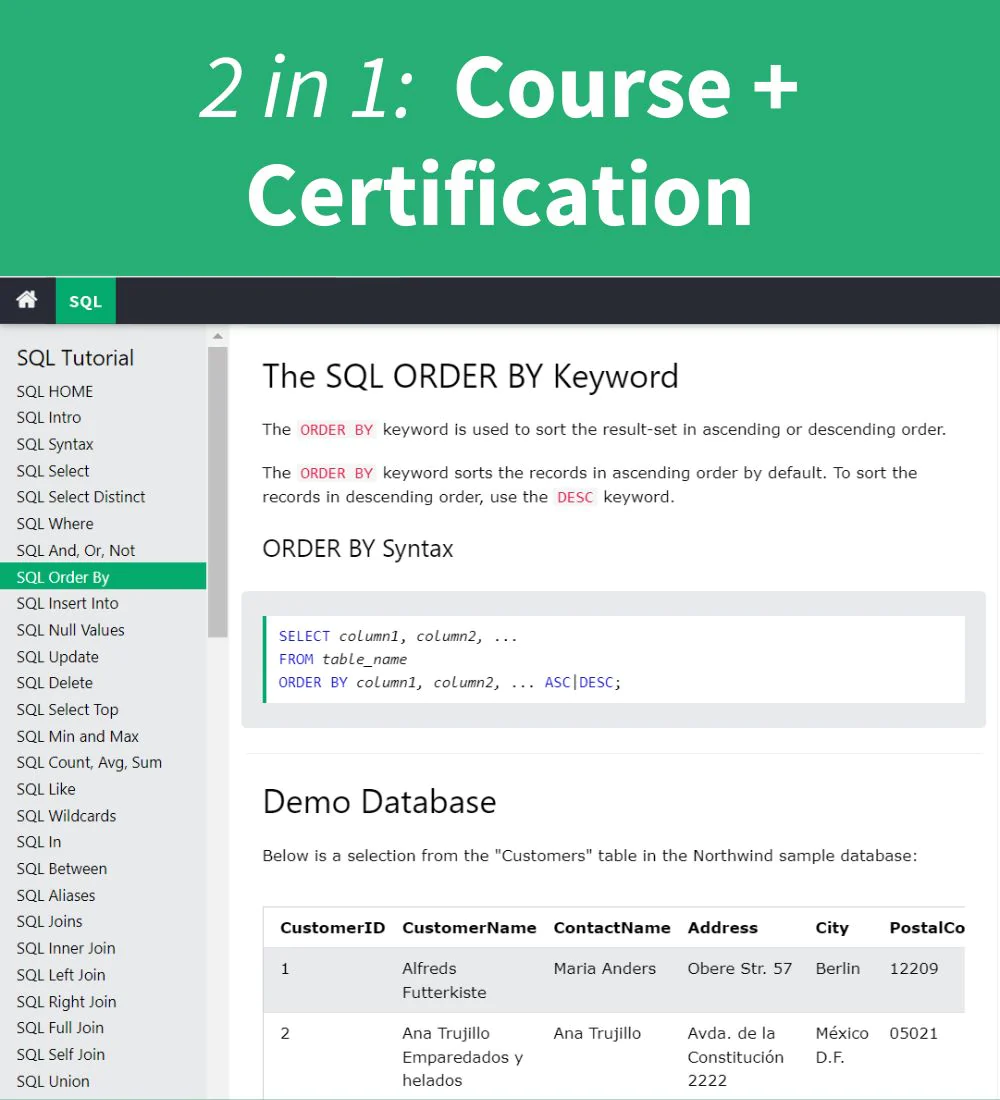 2 in 1: Course +
Certification
SQL
SQL Tutorial
SQL HOME
SQL Intro
SQL Syntax
SQL Select
SQL Select Distinct
SQL Where
SQL And, Or, Not
SQL Order By
SQL Insert Into
SQL Null Values
SQL Update
SQL Delete
SQL Select Top
SQL Min and Max
SQL Count, Avg, Sum
SQL Like
SQL Wildcards
SQL In
SQL Between
SQL Aliases
SQL Joins
SQL Inner Join
SQL Left Join
SQL Right Join
SQL Full Join
SQL Self Join
SQL Union
The SQL ORDER BY Keyword
The ORDER BY keyword is used to sort the result-set in ascending or descending order.
The ORDER BY keyword sorts the records in ascending order by default. To sort the
records in descending order, use the DESC keyword.
ORDER BY Syntax
SELECT column1, column2, ...
FROM table_name
ORDER BY column1, column2, ... ASC|DESC;
Demo Database
Below is a selection from the "Customers" table in the Northwind sample database:
CustomerID CustomerName ContactName Address City PostalCo
1 Alfreds Maria Anders Obere Str. 57 Berlin 12209
Futterkiste
2 Ana Trujillo Ana Trujillo Avda. de la México 05021
Emparedados y Constitución D.F.
helados 2222